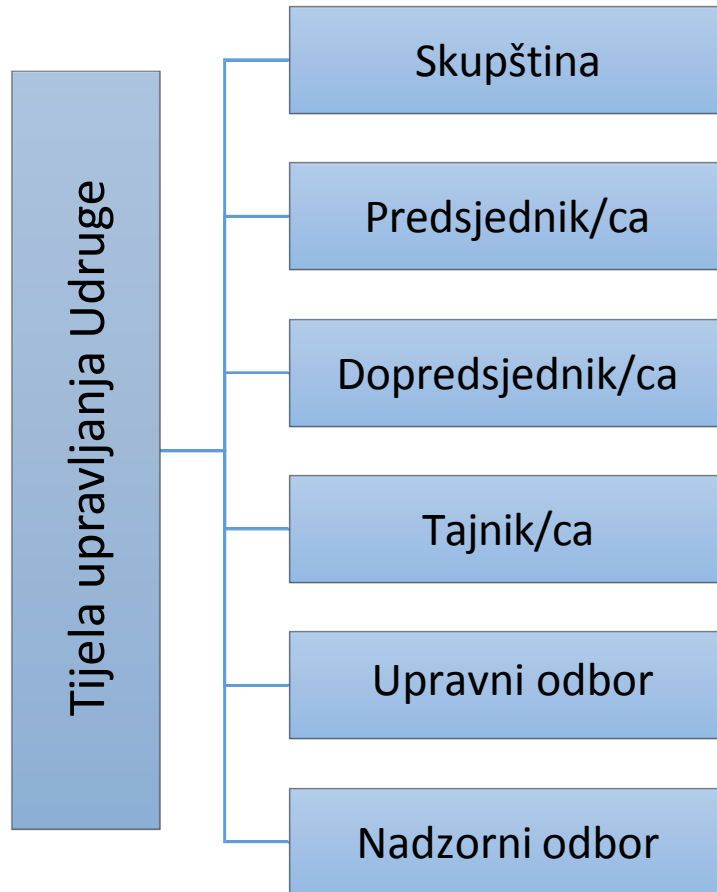 Tijela upravljanja Udruge
Skupština
Predsjednik/ca
Dopredsjednik/ca
Tajnik/ca
Upravni odbor
Nadzorni odbor